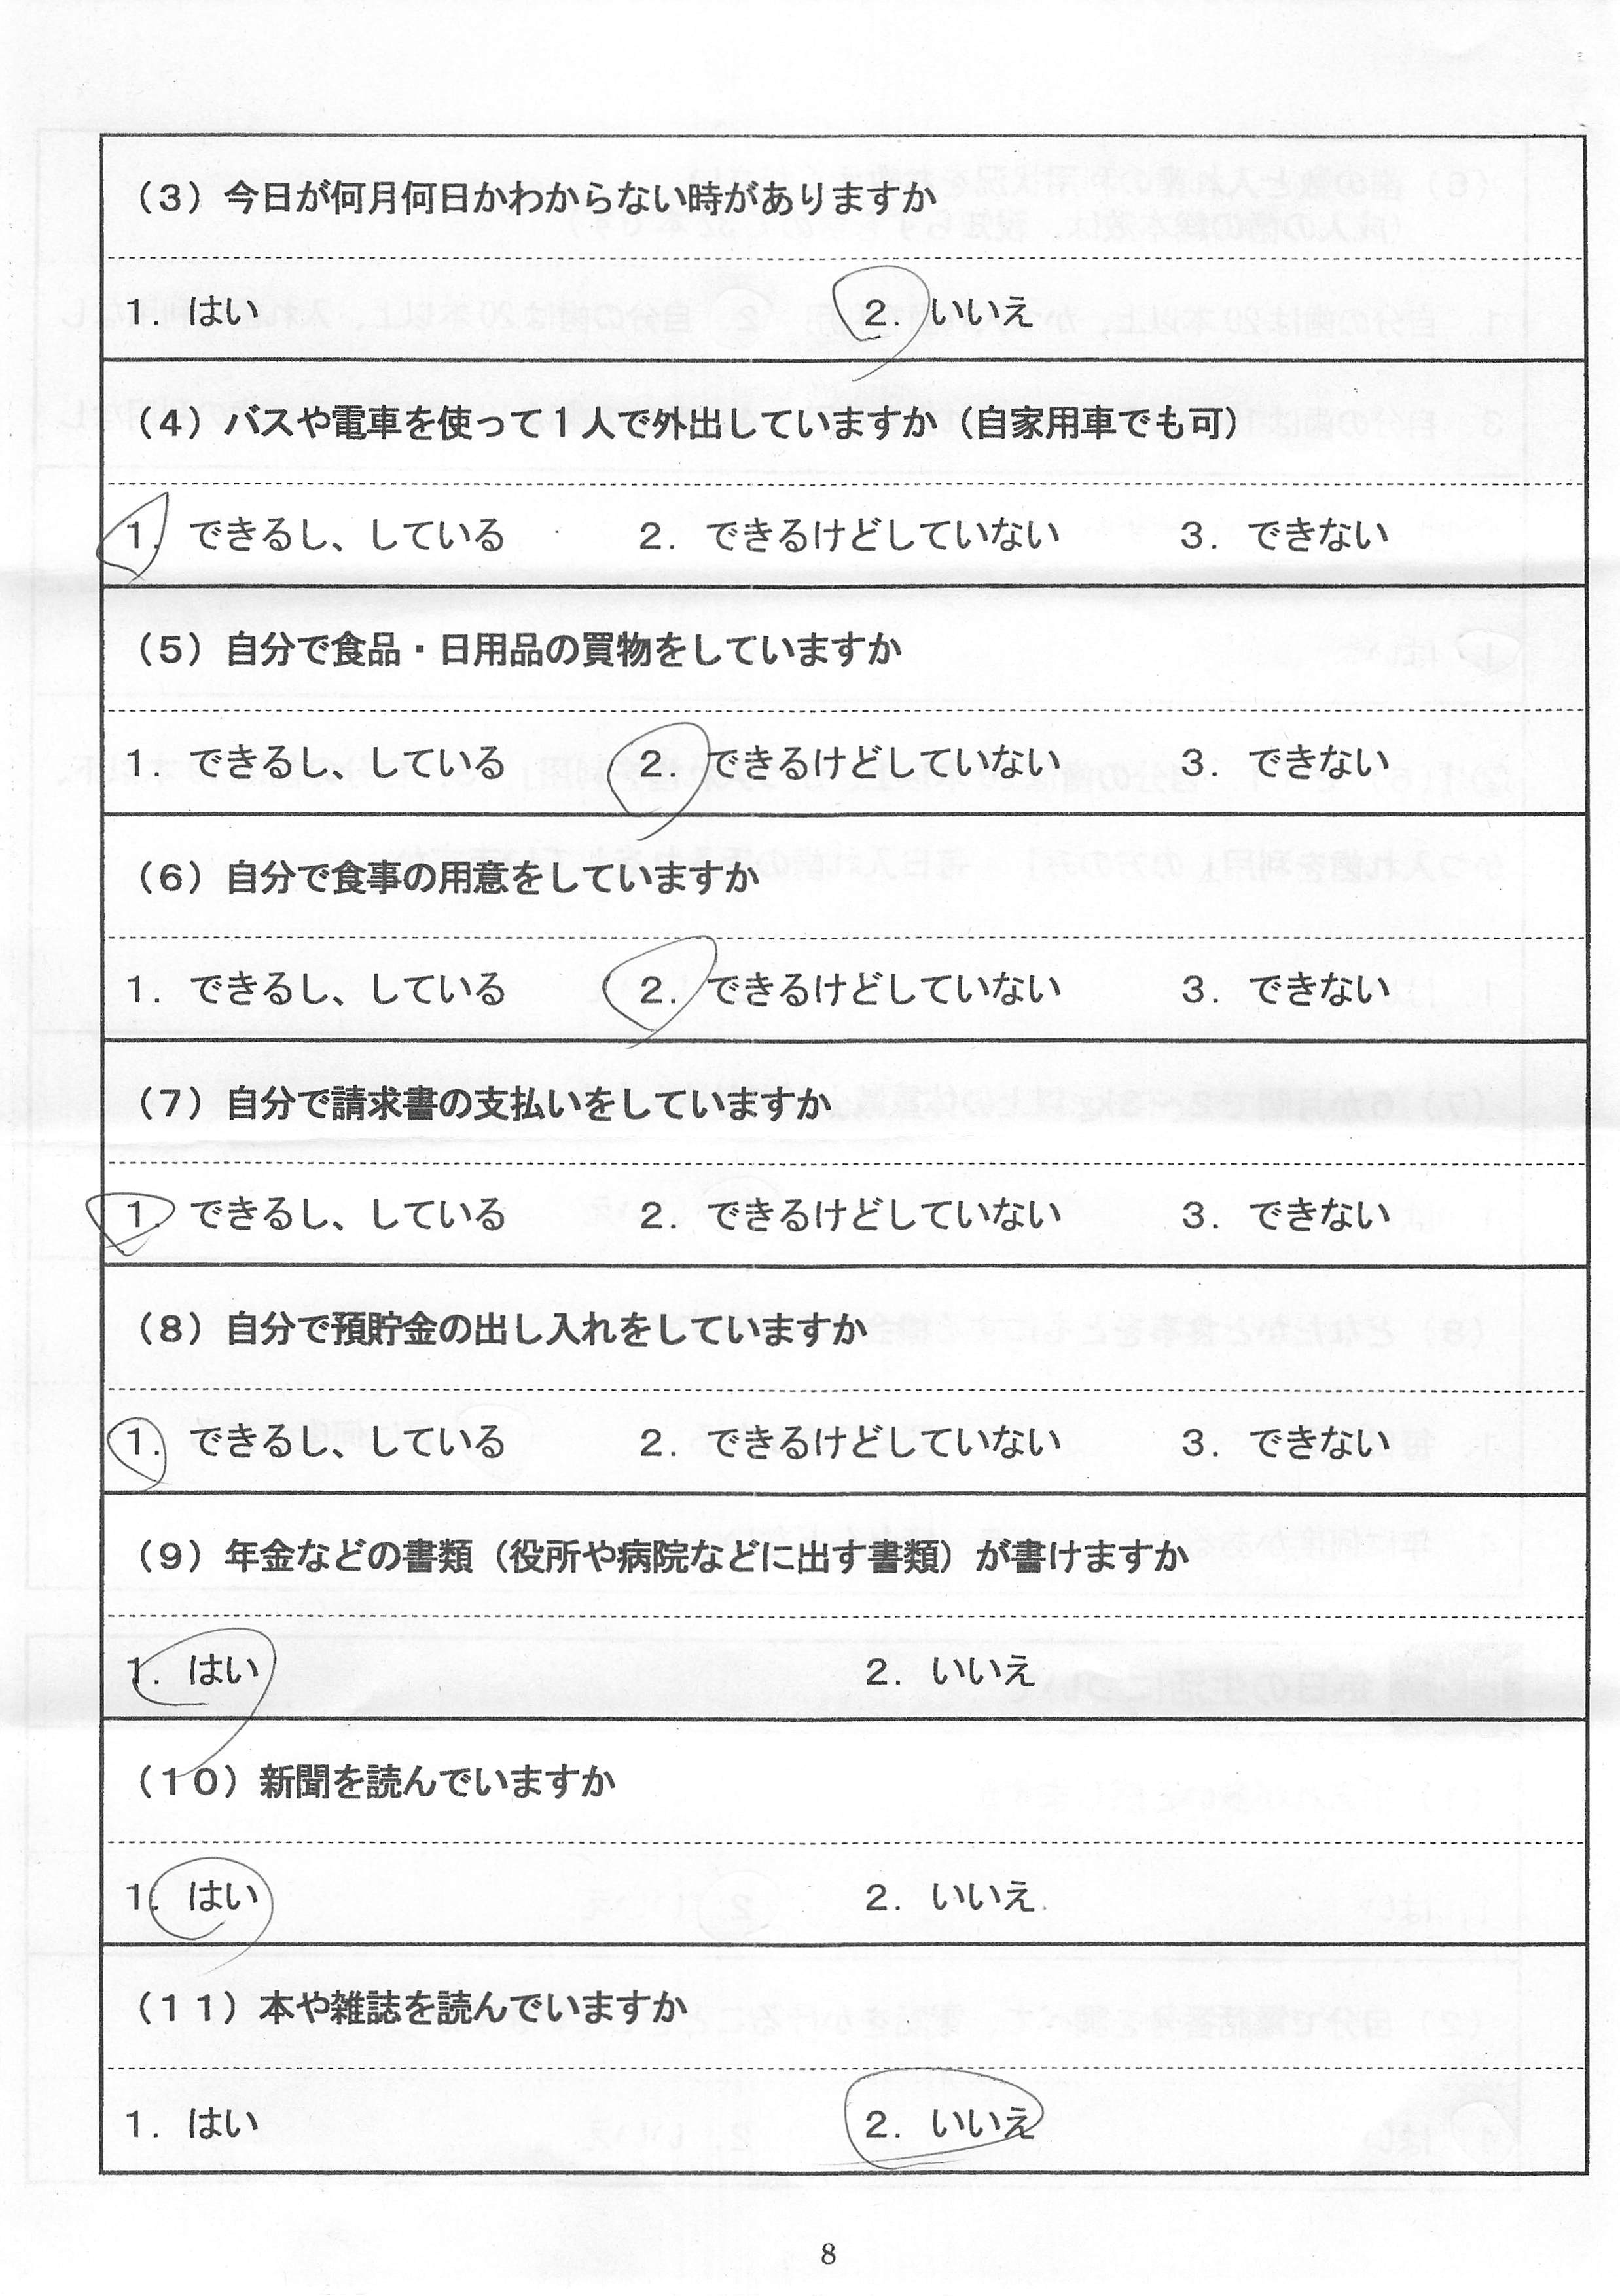 （３）今日が何月何日かわからない時がありますか
１．はい　２．いいえ
（４）バスや電車を使って１人で外出していますか（自家用車でも可）
１．できるし、している　２．できるけどしていない　３．できない
（５）自分で食品・日用品の買物をしていますか
１．できるし、している　２．できるけどしていない　３．できない
（６）自分で食事の用意をしていますか
１．できるし、している　２．できるけどしていない　３．できない
（７）自分で請求書の支払いをしていますか
１．できるし、している　２．できるけどしていない　３．できない
（８）自分で預貯金の出し入れをしていますか
１．できるし、している　２．できるけどしていない　３．できない
（９）年金などの書類（役所や病院などに出す書類）が書けますか
１．はい　２．いいえ
（１０）新聞を読んでいますか
１．はい　２．いいえ
（１１）本や雑誌を読んでいますか
１．はい　２．いいえ
8